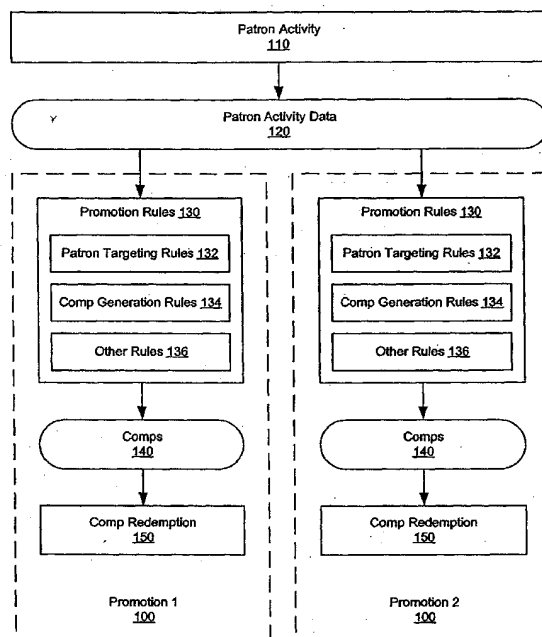 Patron Activity
110
Patron Activity Data
120
Promotion Rules 130
Patron Targeting Rules 132
Comp Generation Rules 134
Other Rules 136
Comps
140
Comp Redemption
150
Promotion 1
100
Promotion Rules 130
Patron Targeting Rules 132
Comp Generation Rules 134
Other Rules 136
Comps
140
Comp Redemption
150
Promotion 2
100